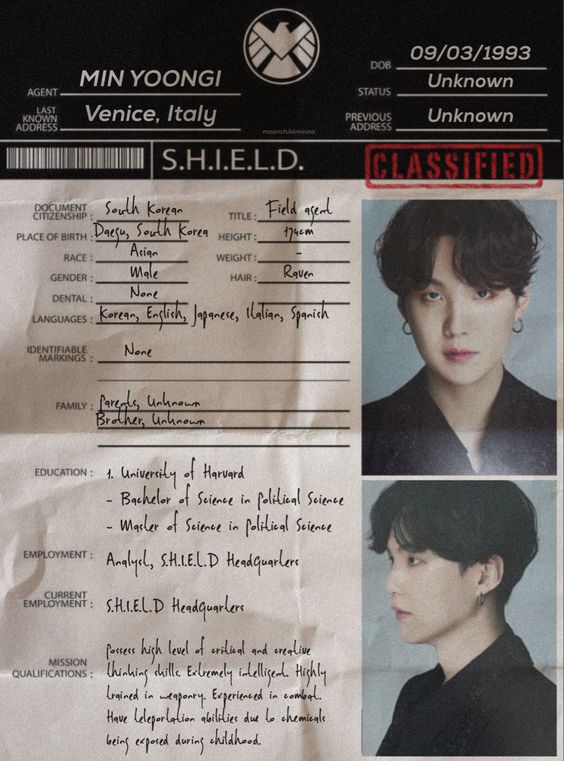 AGENT MIN YOONGI
LAST KNOWN ADDRESS Venice, Italy
DOB 09/03/1993
STATUS Unknown
PREVIOUS ADDRESS Unknown
moonchildminaa
S.H.I.E.L.D.
CLASSIFIED
DOCUMENT CITIZENSHIP : South Korean
TITLE : Field agent
PLACE OF BIRTH : Daegu, South Korea
HEIGHT : 174cm
RACE : Asian
WEIGHT : -
GENDER : Male
HAIR : Raven
DENTAL : None
LANGUAGES : Korean, English, Japanese, Italian, Spanish
IDENTIFIABLE MARKINGS : None
FAMILY : Parents, Unknown
Brother, Unknown
EDUCATION : 1. University of Harvard
- Bachelor of Science in Political Science
- Master of Science in Political Science
EMPLOYMENT : Analyst, S.H.I.E.L.D Headquarters
CURRENT EMPLOYMENT : S.H.I.E.L.D Headquarters
MISSION QUALIFICATIONS : Possess high level of critical and creative
thinking skills. Extremely intelligent. Highly
trained in weaponry. Experienced in combat.
Have teleportation abilities due to chemicals
being exposed during childhood.